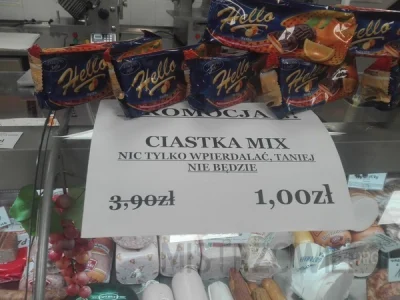 Hello
Hello
Hello
Hello
Hello
PROMOCJA !!!
CIASTKA MIX
NIC TYLKO WPIERDALAĆ, TANIEJ
NIE BĘDZIE
3,90zł 1,00zł